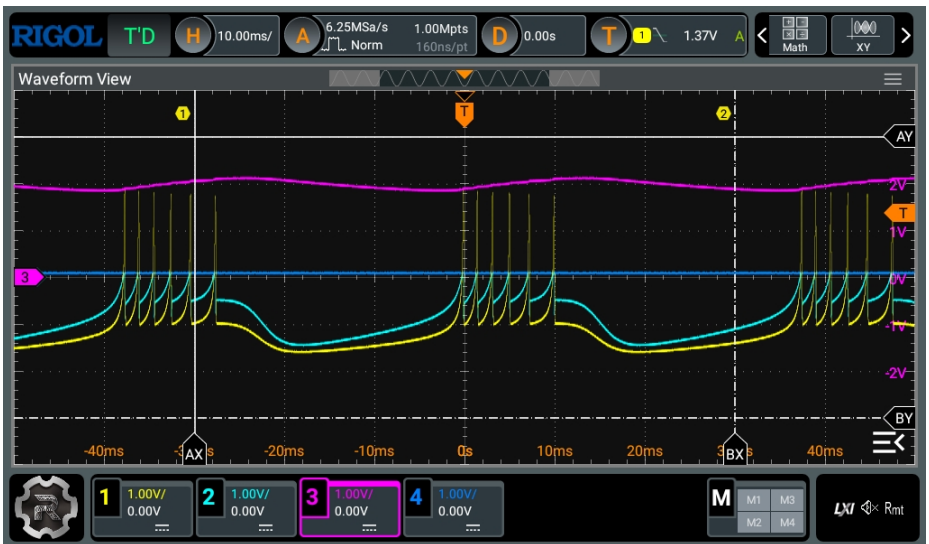 RIGOL T'D H 10.00ms/ A 6.25MSa/s 1.00Mpts D 0.00s T 1 1.37V A Math XY
Norm 160ns/pt
Waveform View
1 T 2
AY
2V
T
1V
3 0V
-1V
-2V
BY
-40ms AX -20ms -10ms 0s 10ms 20ms BX 40ms
1 1.00V/ 2 1.00V/ 3 1.00V/ 4 1.00V/ M M1 M3
0.00V 0.00V 0.00V 0.00V M2 M4 LXI Rmt
R